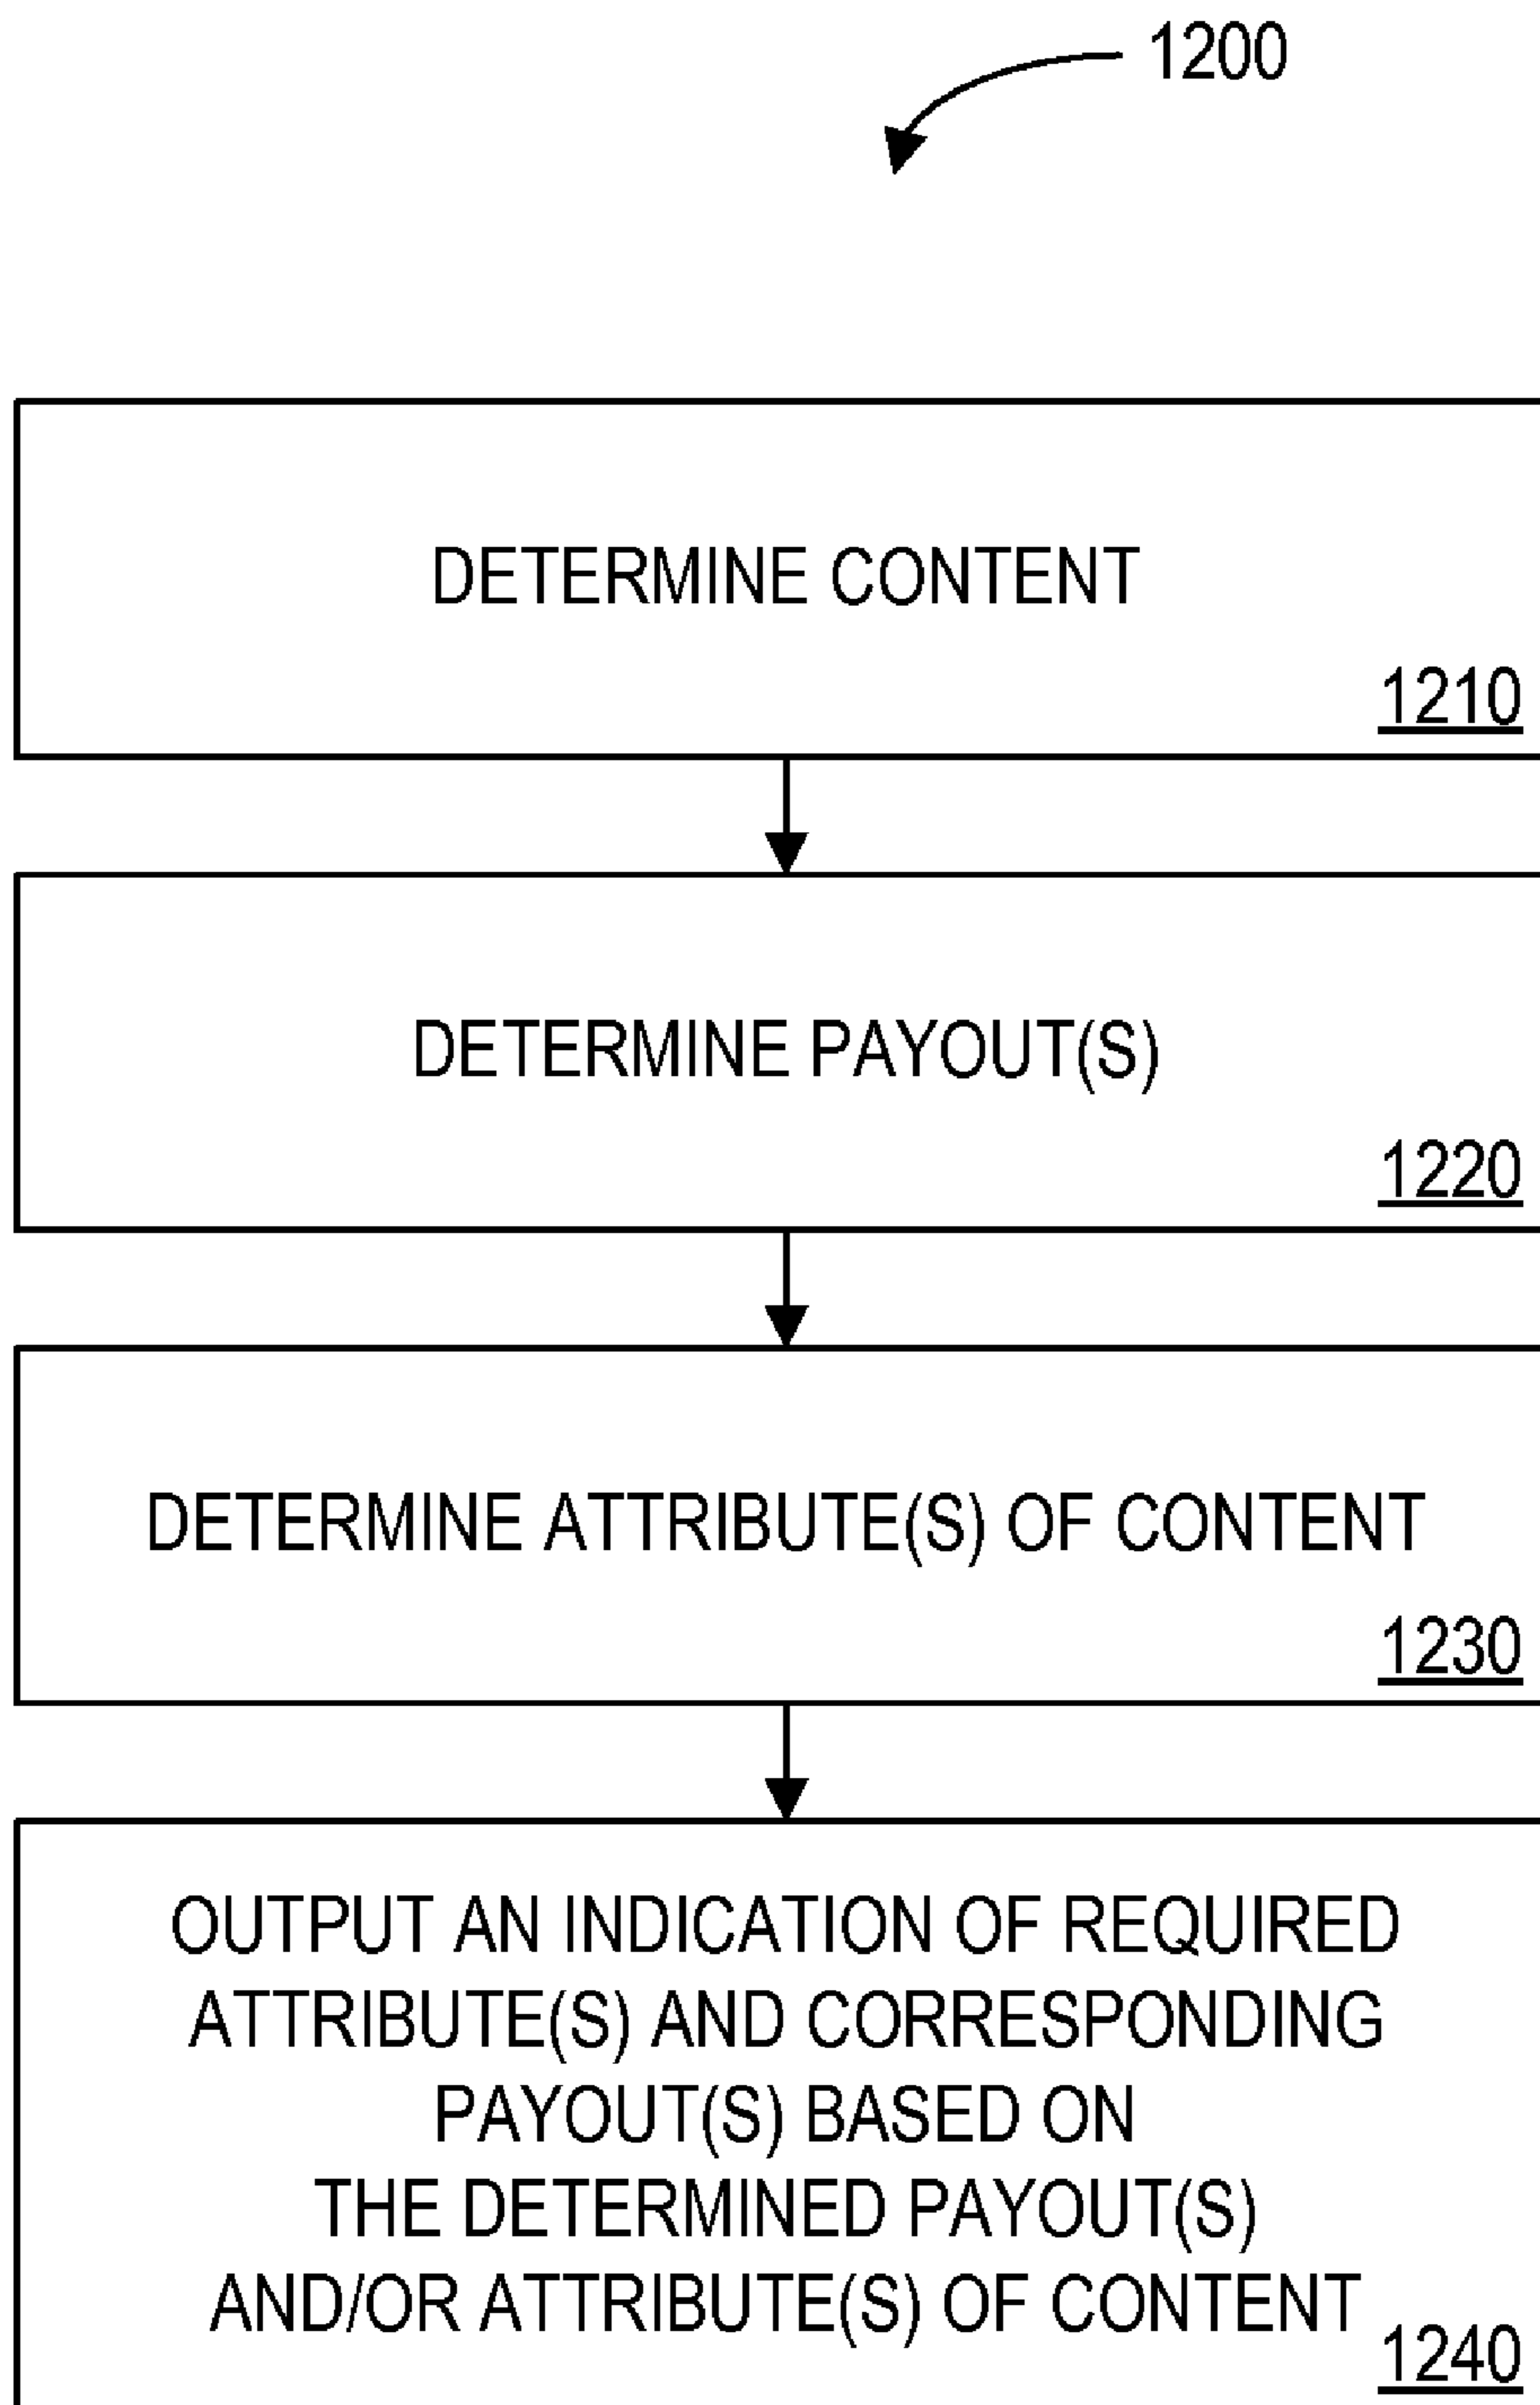 1200
DETERMINE CONTENT
1210
DETERMINE PAYOUT(S)
1220
DETERMINE ATTRIBUTE(S) OF CONTENT
1230
OUTPUT AN INDICATION OF REQUIRED
ATTRIBUTE(S) AND CORRESPONDING
PAYOUT(S) BASED ON
THE DETERMINED PAYOUT(S)
AND/OR ATTRIBUTE(S) OF CONTENT
1240